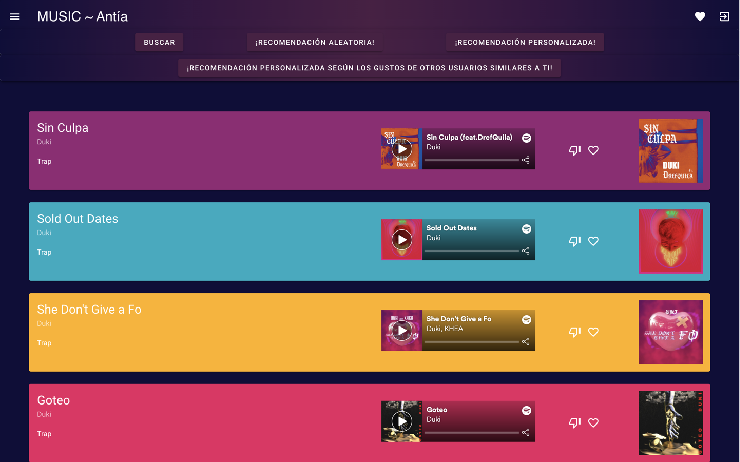 MUSIC ~ Antía
BUSCAR
¡RECOMENDACIÓN ALEATORIA!
¡RECOMENDACIÓN PERSONALIZADA!
¡RECOMENDACIÓN PERSONALIZADA SEGÚN LOS GUSTOS DE OTROS USUARIOS SIMILARES A TI!
Sin Culpa
Duki
Trap
SIN
CULPA
Sin Culpa (feat.DrefQuila)
Duki
SIN
CULPA
DUKI
DREFQUILA
Sold Out Dates
Duki
Trap
Sold Out Dates
Duki
She Don't Give a Fo
Duki
Trap
She Don't Give a Fo
Duki, KHEA
Goteo
Duki
Trap
Goteo
Duki